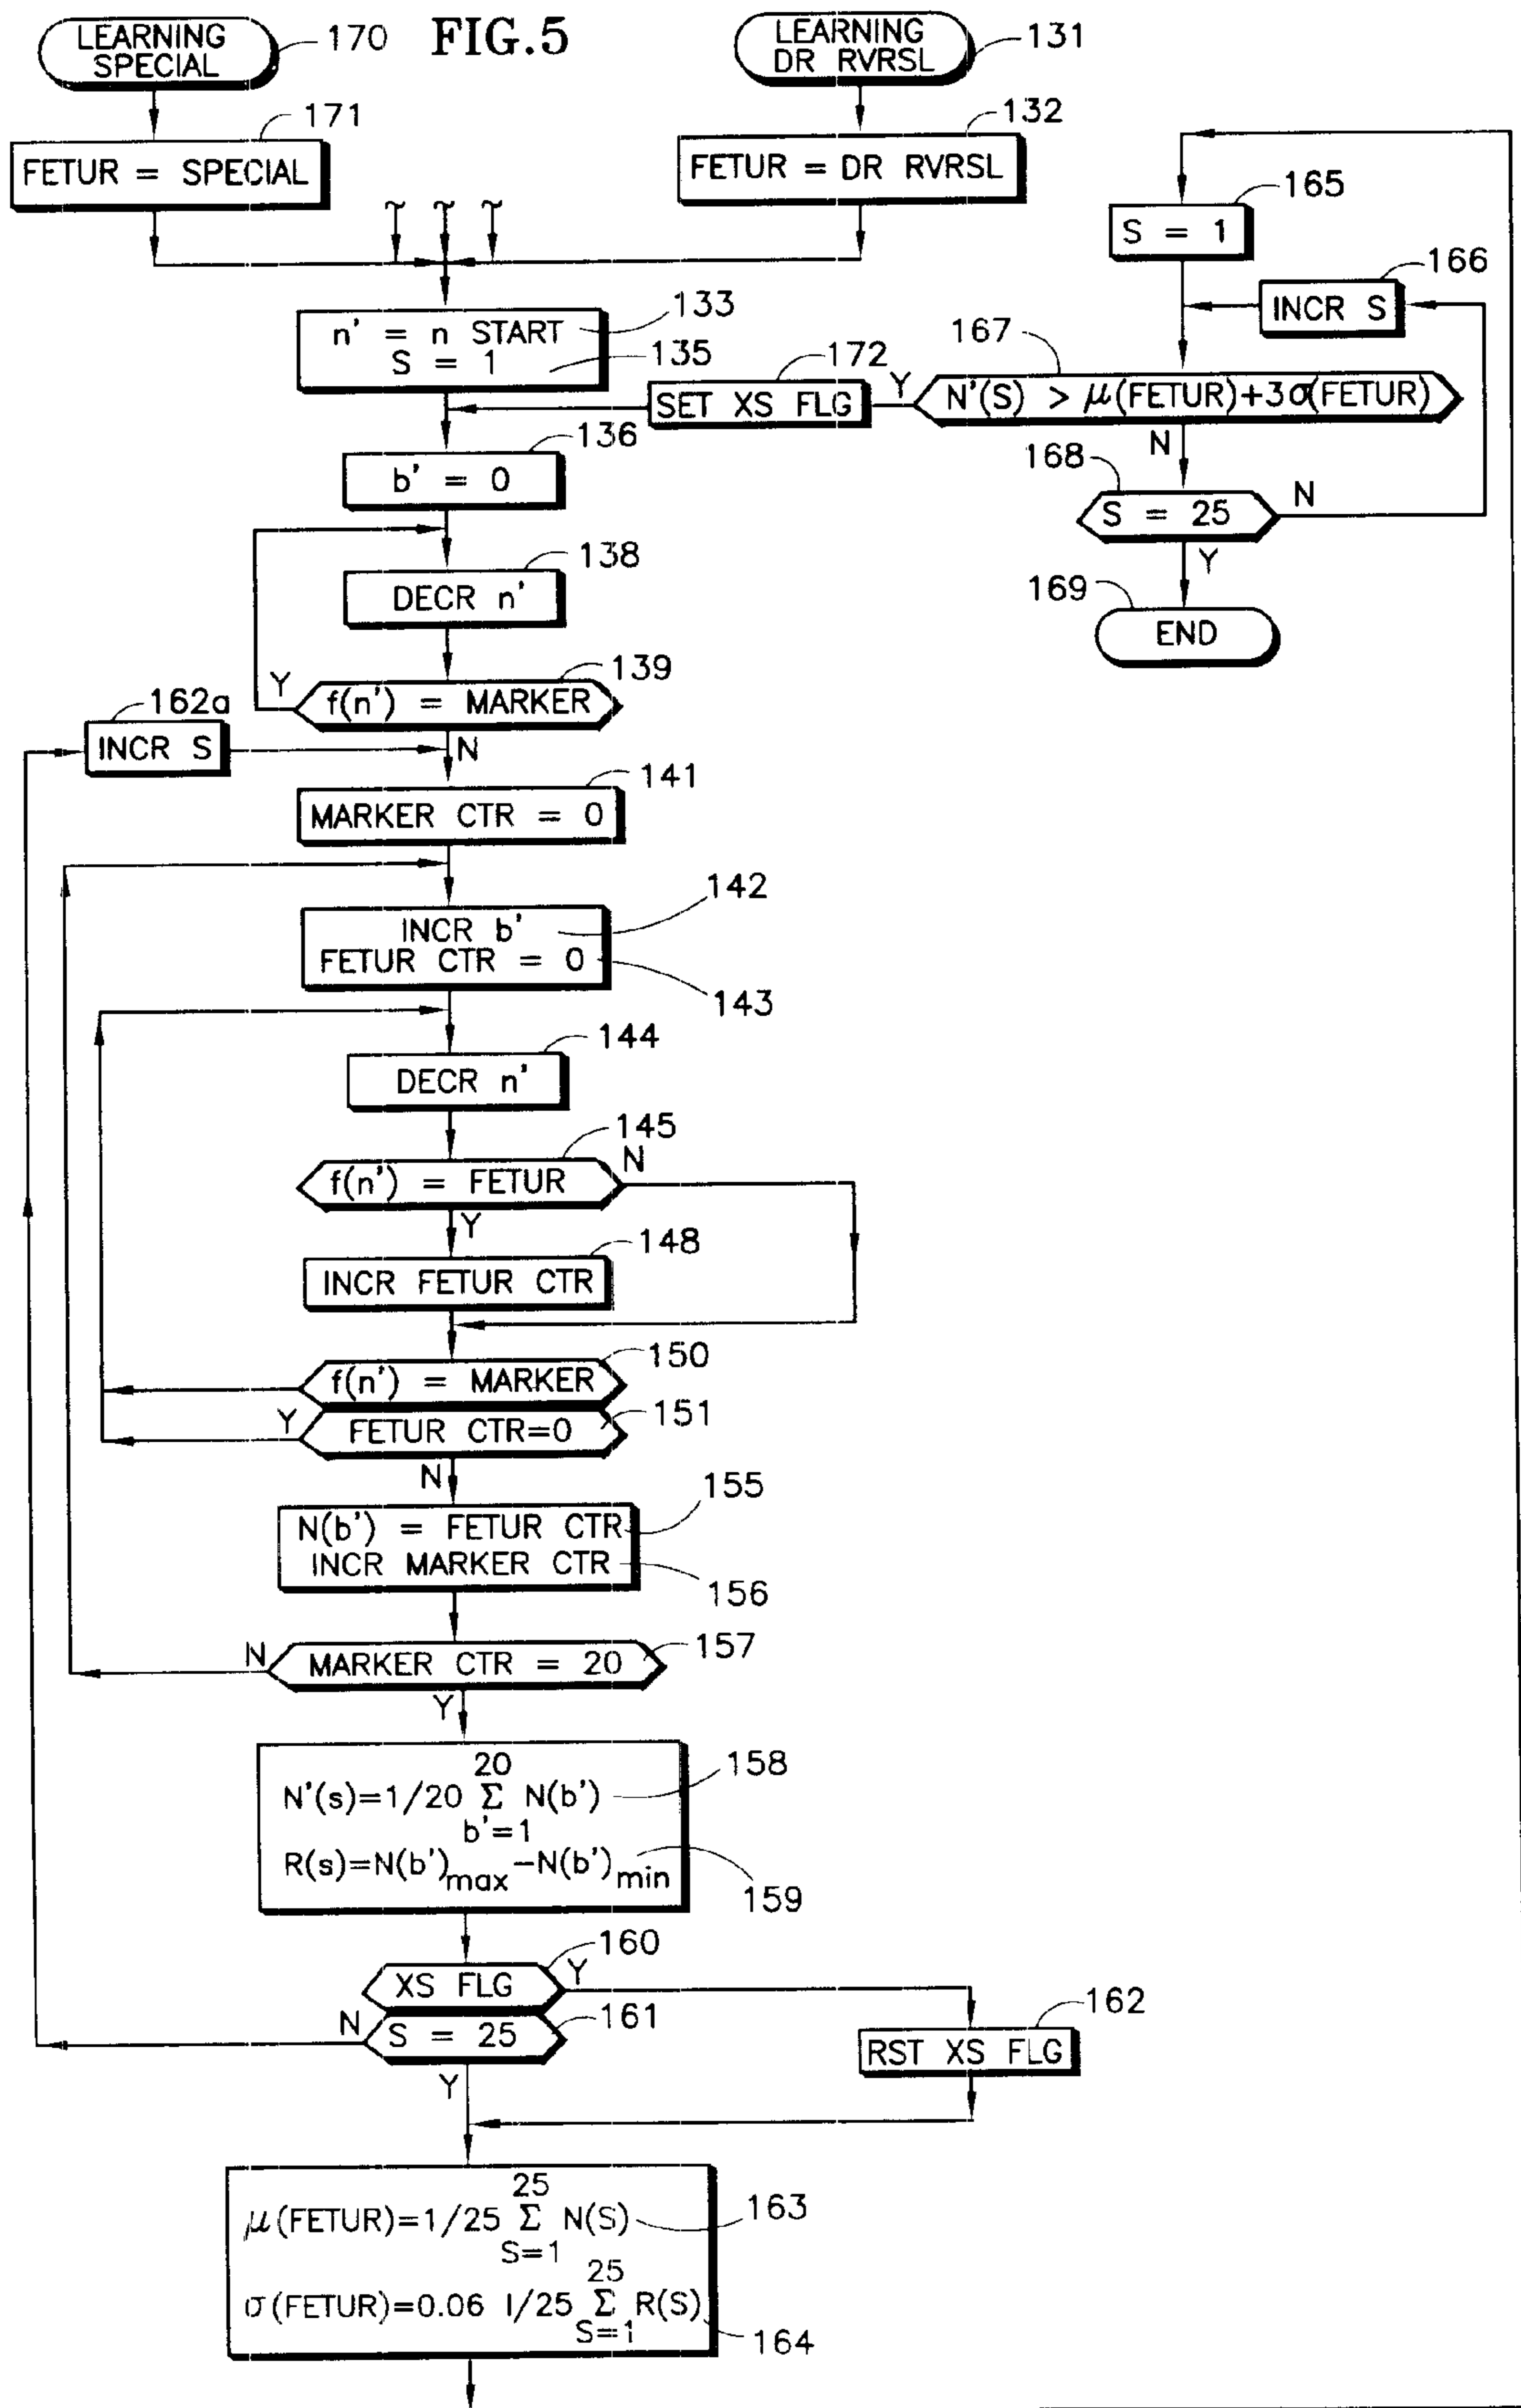 FIG.5
LEARNING
SPECIAL
170
171
FETUR = SPECIAL
LEARNING
DR RVRSL
131
132
FETUR = DR RVRSL
n' = n START
133
S = 1
135
136
b' = 0
138
DECR n'
139
f(n') = MARKER
Y
N
162a
INCR S
141
MARKER CTR = 0
INCR b'
142
FETUR CTR = 0
143
144
DECR n'
145
f(n') = FETUR
N
Y
148
INCR FETUR CTR
f(n') = MARKER
150
Y
FETUR CTR=0
151
N
N(b') = FETUR CTR
155
INCR MARKER CTR
156
N
MARKER CTR = 20
157
Y
20
N'(s)=1/20 Σ N(b')
158
b'=1
R(s)=N(b')max-N(b')min
159
XS FLG
160
Y
N
S = 25
161
Y
162
RST XS FLG
25
μ(FETUR)=1/25 Σ N(S)
163
S=1
25
σ(FETUR)=0.06 1/25 Σ R(S)
S=1
164
165
S = 1
166
INCR S
167
N'(S) > μ(FETUR)+3σ(FETUR)
Y
172
SET XS FLG
N
168
S = 25
N
Y
169
END